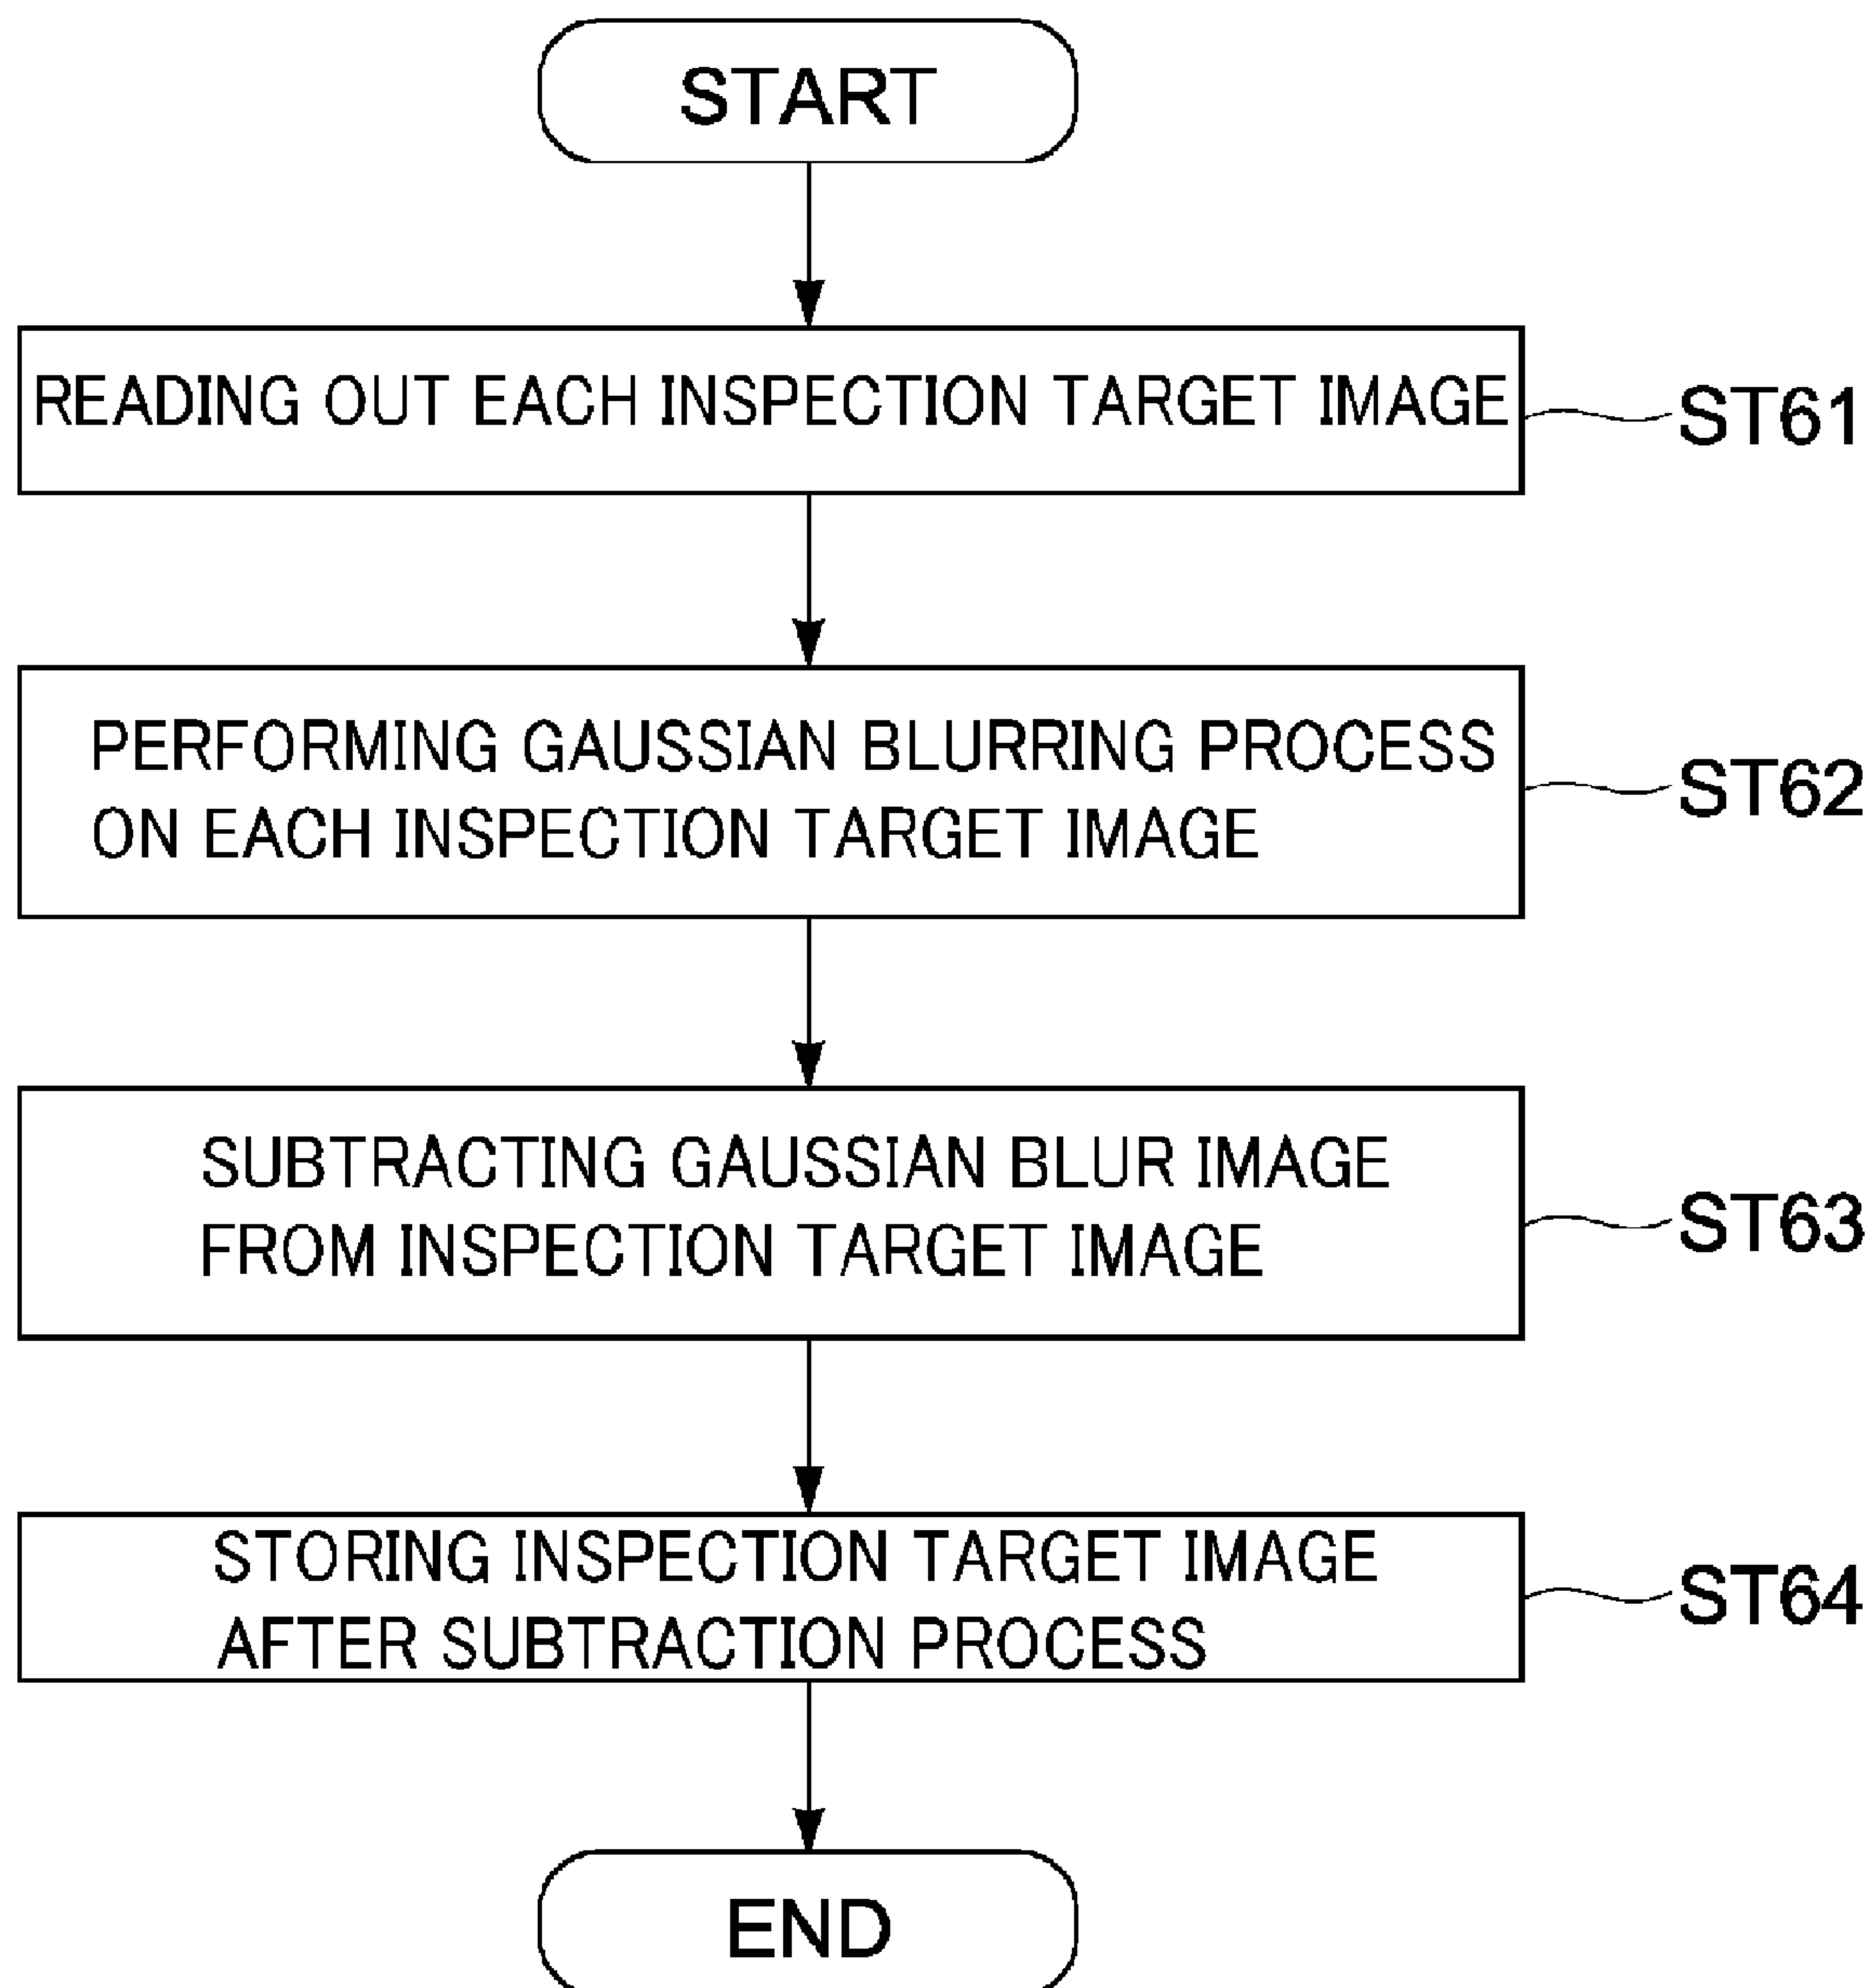 START
READING OUT EACH INSPECTION TARGET IMAGE
ST61
PERFORMING GAUSSIAN BLURRING PROCESS
ON EACH INSPECTION TARGET IMAGE
ST62
SUBTRACTING GAUSSIAN BLUR IMAGE
FROM INSPECTION TARGET IMAGE
ST63
STORING INSPECTION TARGET IMAGE
AFTER SUBTRACTION PROCESS
ST64
END